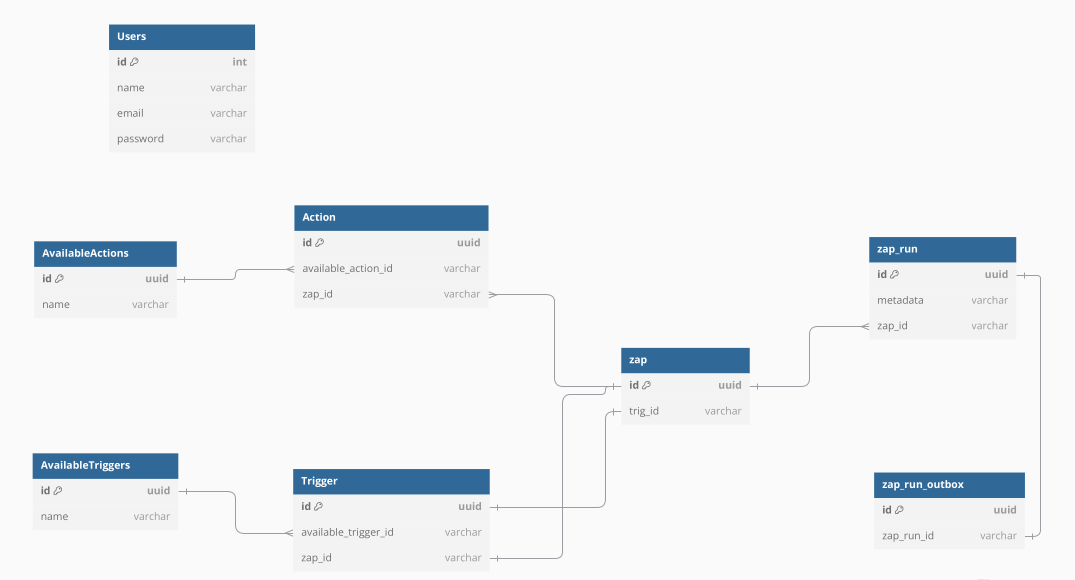 Users
id int
name varchar
email varchar
password varchar
Action
id uuid
available_action_id varchar
zap_id varchar
AvailableActions
id uuid
name varchar
zap_run
id uuid
metadata varchar
zap_id varchar
zap
id uuid
trig_id varchar
AvailableTriggers
id uuid
name varchar
Trigger
id uuid
available_trigger_id varchar
zap_id varchar
zap_run_outbox
id uuid
zap_run_id varchar